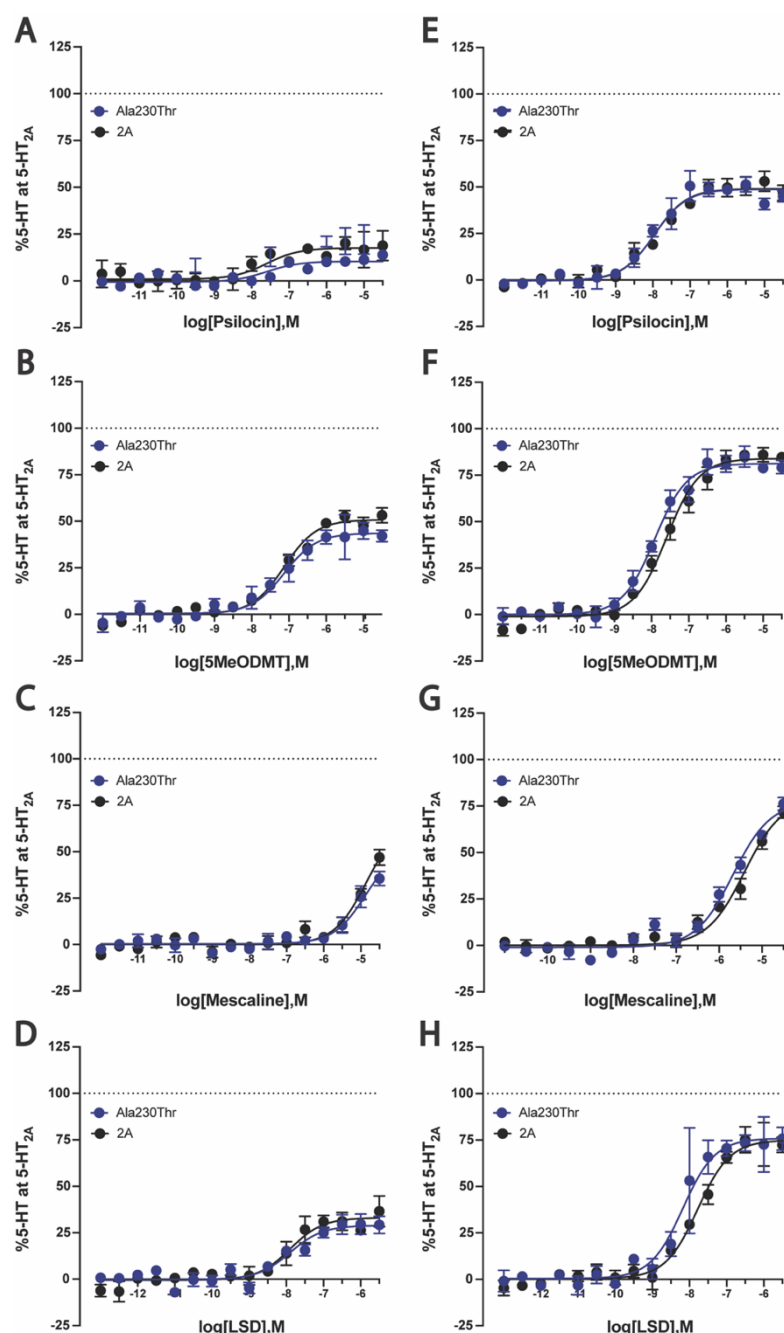 A
125
100
75
50
25
0
-25
%5-HT at 5-HT2A
Ala230Thr
2A
-11 -10 -9 -8 -7 -6 -5
log[Psilocin],M
E
125
100
75
50
25
0
-25
%5-HT at 5-HT2A
Ala230Thr
2A
-11 -10 -9 -8 -7 -6 -5
log[Psilocin],M
B
125
100
75
50
25
0
-25
%5-HT at 5-HT2A
Ala230Thr
2A
-11 -10 -9 -8 -7 -6 -5
log[5MeODMT],M
F
125
100
75
50
25
0
-25
%5-HT at 5-HT2A
Ala230Thr
2A
-11 -10 -9 -8 -7 -6 -5
log[5MeODMT],M
C
125
100
75
50
25
0
-25
%5-HT at 5-HT2A
Ala230Thr
2A
-11 -10 -9 -8 -7 -6 -5
log[Mescaline],M
G
125
100
75
50
25
0
-25
%5-HT at 5-HT2A
Ala230Thr
2A
-10 -9 -8 -7 -6 -5
log[Mescaline],M
D
125
100
75
50
25
0
-25
%5-HT at 5-HT2A
Ala230Thr
2A
-12 -11 -10 -9 -8 -7 -6
log[LSD],M
H
125
100
75
50
25
0
-25
%5-HT at 5-HT2A
Ala230Thr
2A
-12 -11 -10 -9 -8 -7 -6
log[LSD],M